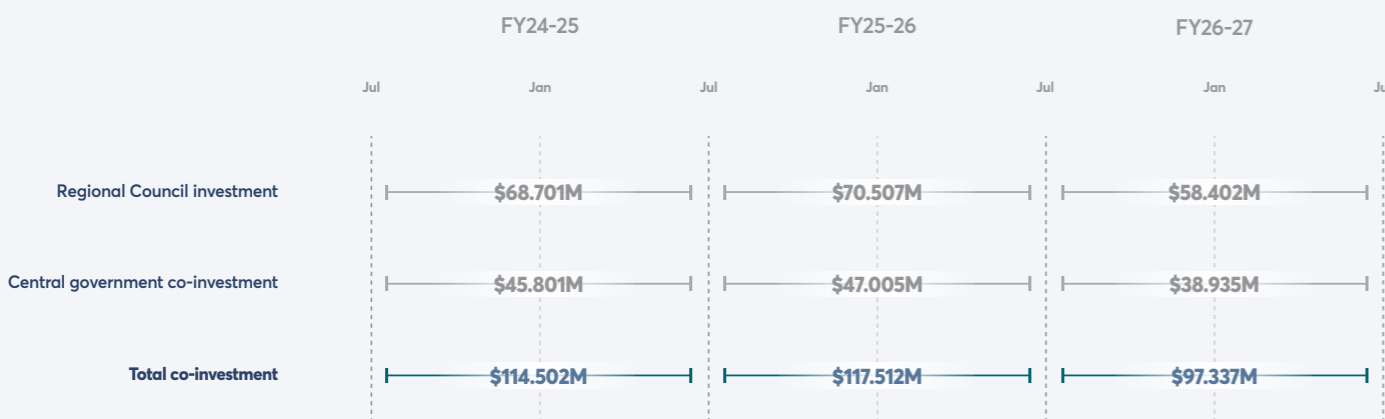 FY24-25 FY25-26 FY26-27
Jul Jan Jul Jan Jul Jan
Regional Council investment $68.701M $70.507M $58.402M
Central government co-investment $45.801M $47.005M $38.935M
Total co-investment $114.502M $117.512M $97.337M